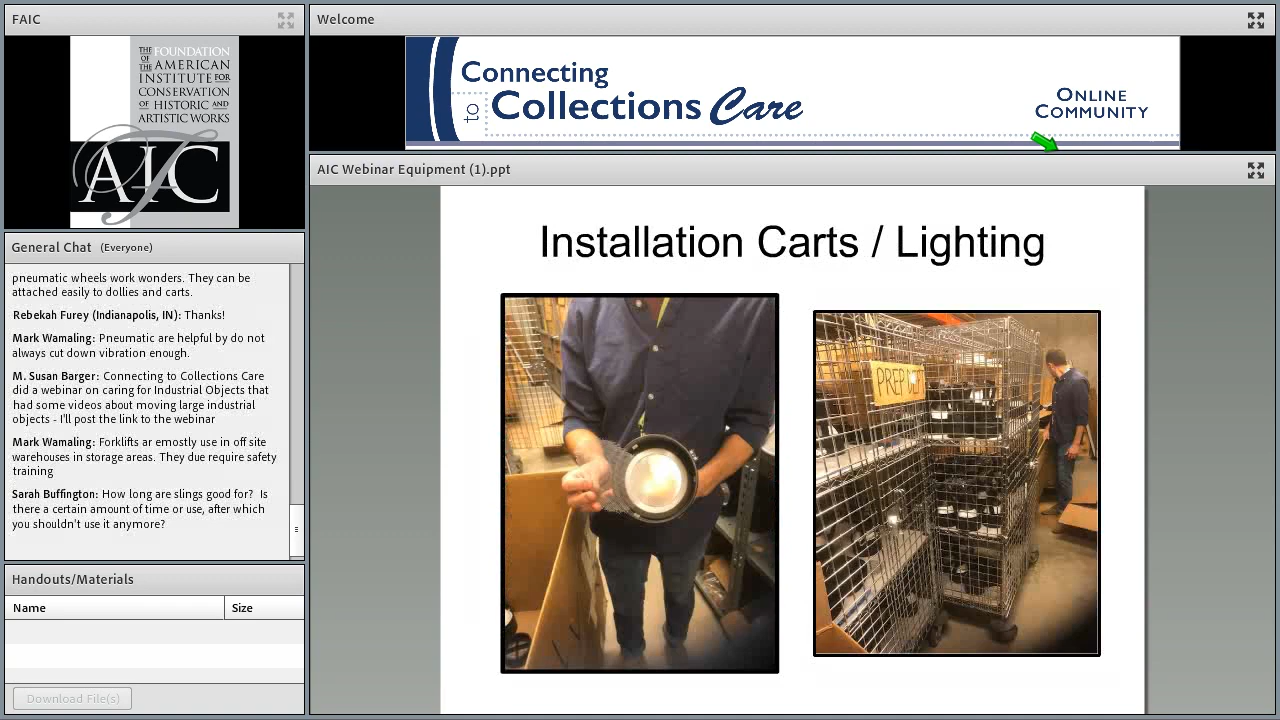 FAIC
THE FOUNDATION
OF THE AMERICAN
INSTITUTE FOR
CONSERVATION
OF HISTORIC AND
ARTISTIC WORKS
FAIC
General Chat (Everyone)
pneumatic wheels work wonders. They can be
attached easily to dollies and carts.
Rebekah Furey (Indianapolis, IN): Thanks!
Mark Wamaling: Pneumatic are helpful by do not
always cut down vibration enough.
M. Susan Barger: Connecting to Collections Care
did a webinar on caring for Industrial Objects that
had some videos about moving large industrial
objects - I'll post the link to the webinar
Mark Wamaling: Forklifts ar emostly use in off site
warehouses in storage areas. They due require safety
training
Sarah Buffington: How long are slings good for? Is
there a certain amount of time or use, after which
you shouldn't use it anymore?
Handouts/Materials
Name Size
Download File(s)
Welcome
Connecting
to Collections Care
ONLINE
COMMUNITY
AIC Webinar Equipment (1).ppt
Installation Carts / Lighting